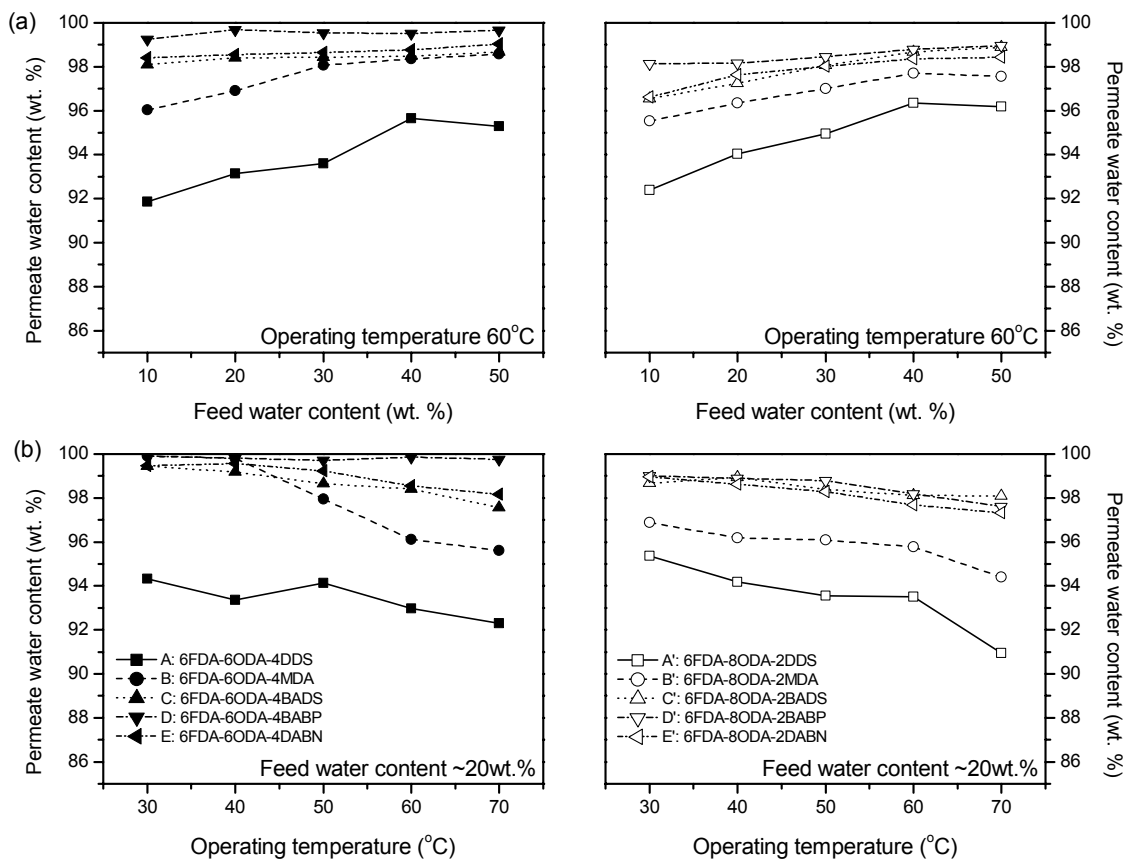 (a)
Permeate water content (wt. %)
100
98
96
94
92
90
88
86
Operating temperature 60°C
10 20 30 40 50
Feed water content (wt. %)
100
98
96
94
92
90
88
86
Permeate water content (wt. %)
Operating temperature 60°C
10 20 30 40 50
Feed water content (wt. %)
(b)
Permeate water content (wt. %)
100
98
96
94
92
90
88
86
A: 6FDA-6ODA-4DDS
B: 6FDA-6ODA-4MDA
C: 6FDA-6ODA-4BADS
D: 6FDA-6ODA-4BABP
E: 6FDA-6ODA-4DABN
Feed water content ~20wt.%
30 40 50 60 70
Operating temperature (°C)
100
98
96
94
92
90
88
86
Permeate water content (wt. %)
A': 6FDA-8ODA-2DDS
B': 6FDA-8ODA-2MDA
C': 6FDA-8ODA-2BADS
D': 6FDA-8ODA-2BABP
E': 6FDA-8ODA-2DABN
Feed water content ~20wt.%
30 40 50 60 70
Operating temperature (°C)